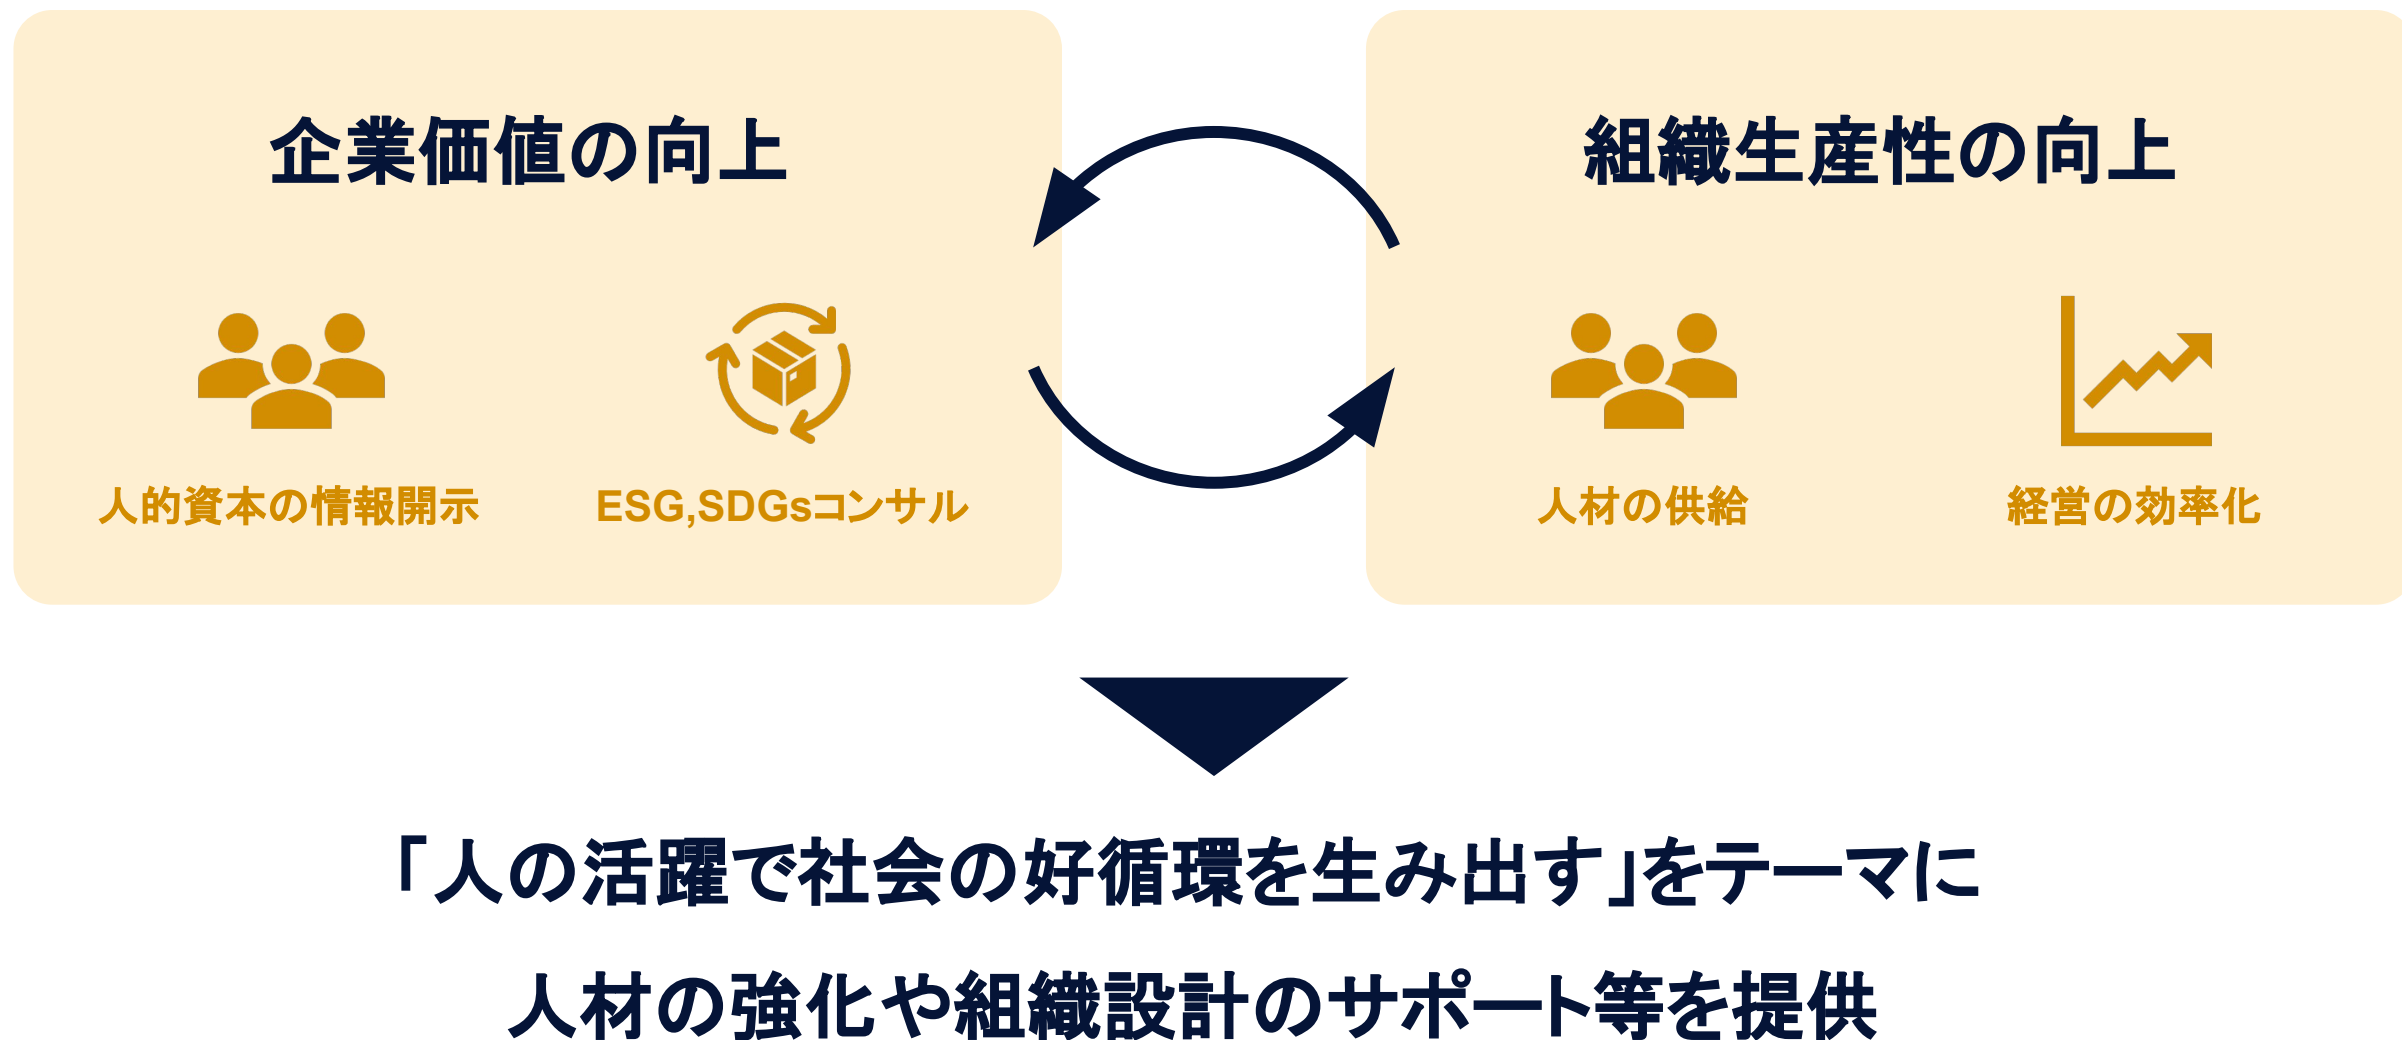 企業価値の向上
組織生産性の向上
人的資本の情報開示
ESG,SDGsコンサル
人材の供給
経営の効率化
「人の活躍で社会の好循環を生み出す」をテーマに
人材の強化や組織設計のサポート等を提供